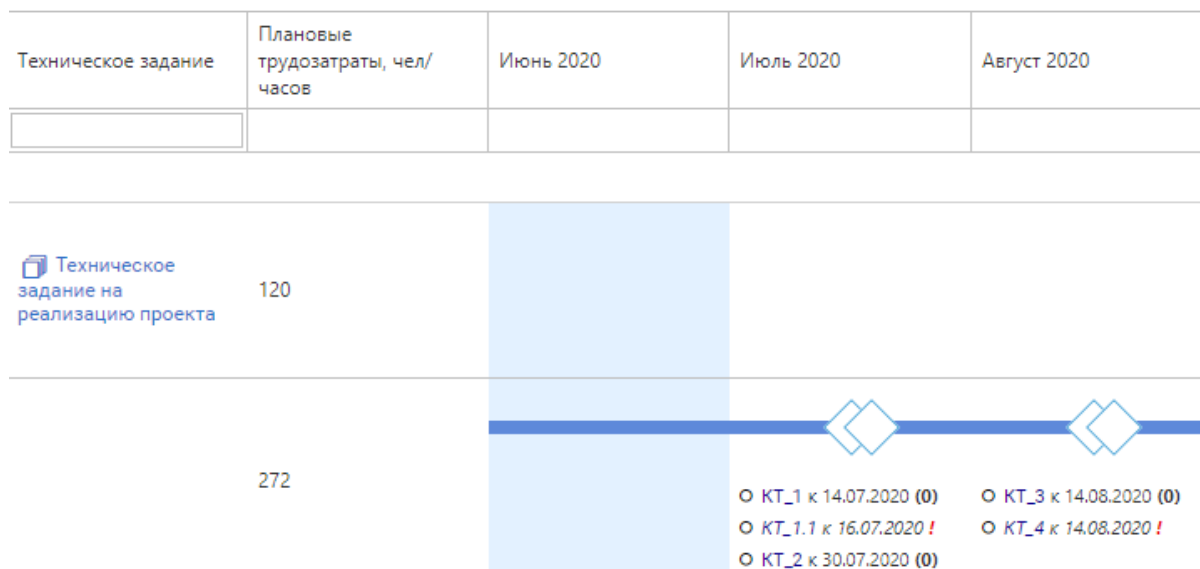 Техническое задание
Плановые
трудозатраты, чел/
часов
Июнь 2020
Июль 2020
Август 2020
Техническое
задание на
реализацию проекта
120
272
КТ_1 к 14.07.2020 (0)
КТ_1.1 к 16.07.2020 !
КТ_2 к 30.07.2020 (0)
КТ_3 к 14.08.2020 (0)
КТ_4 к 14.08.2020 !